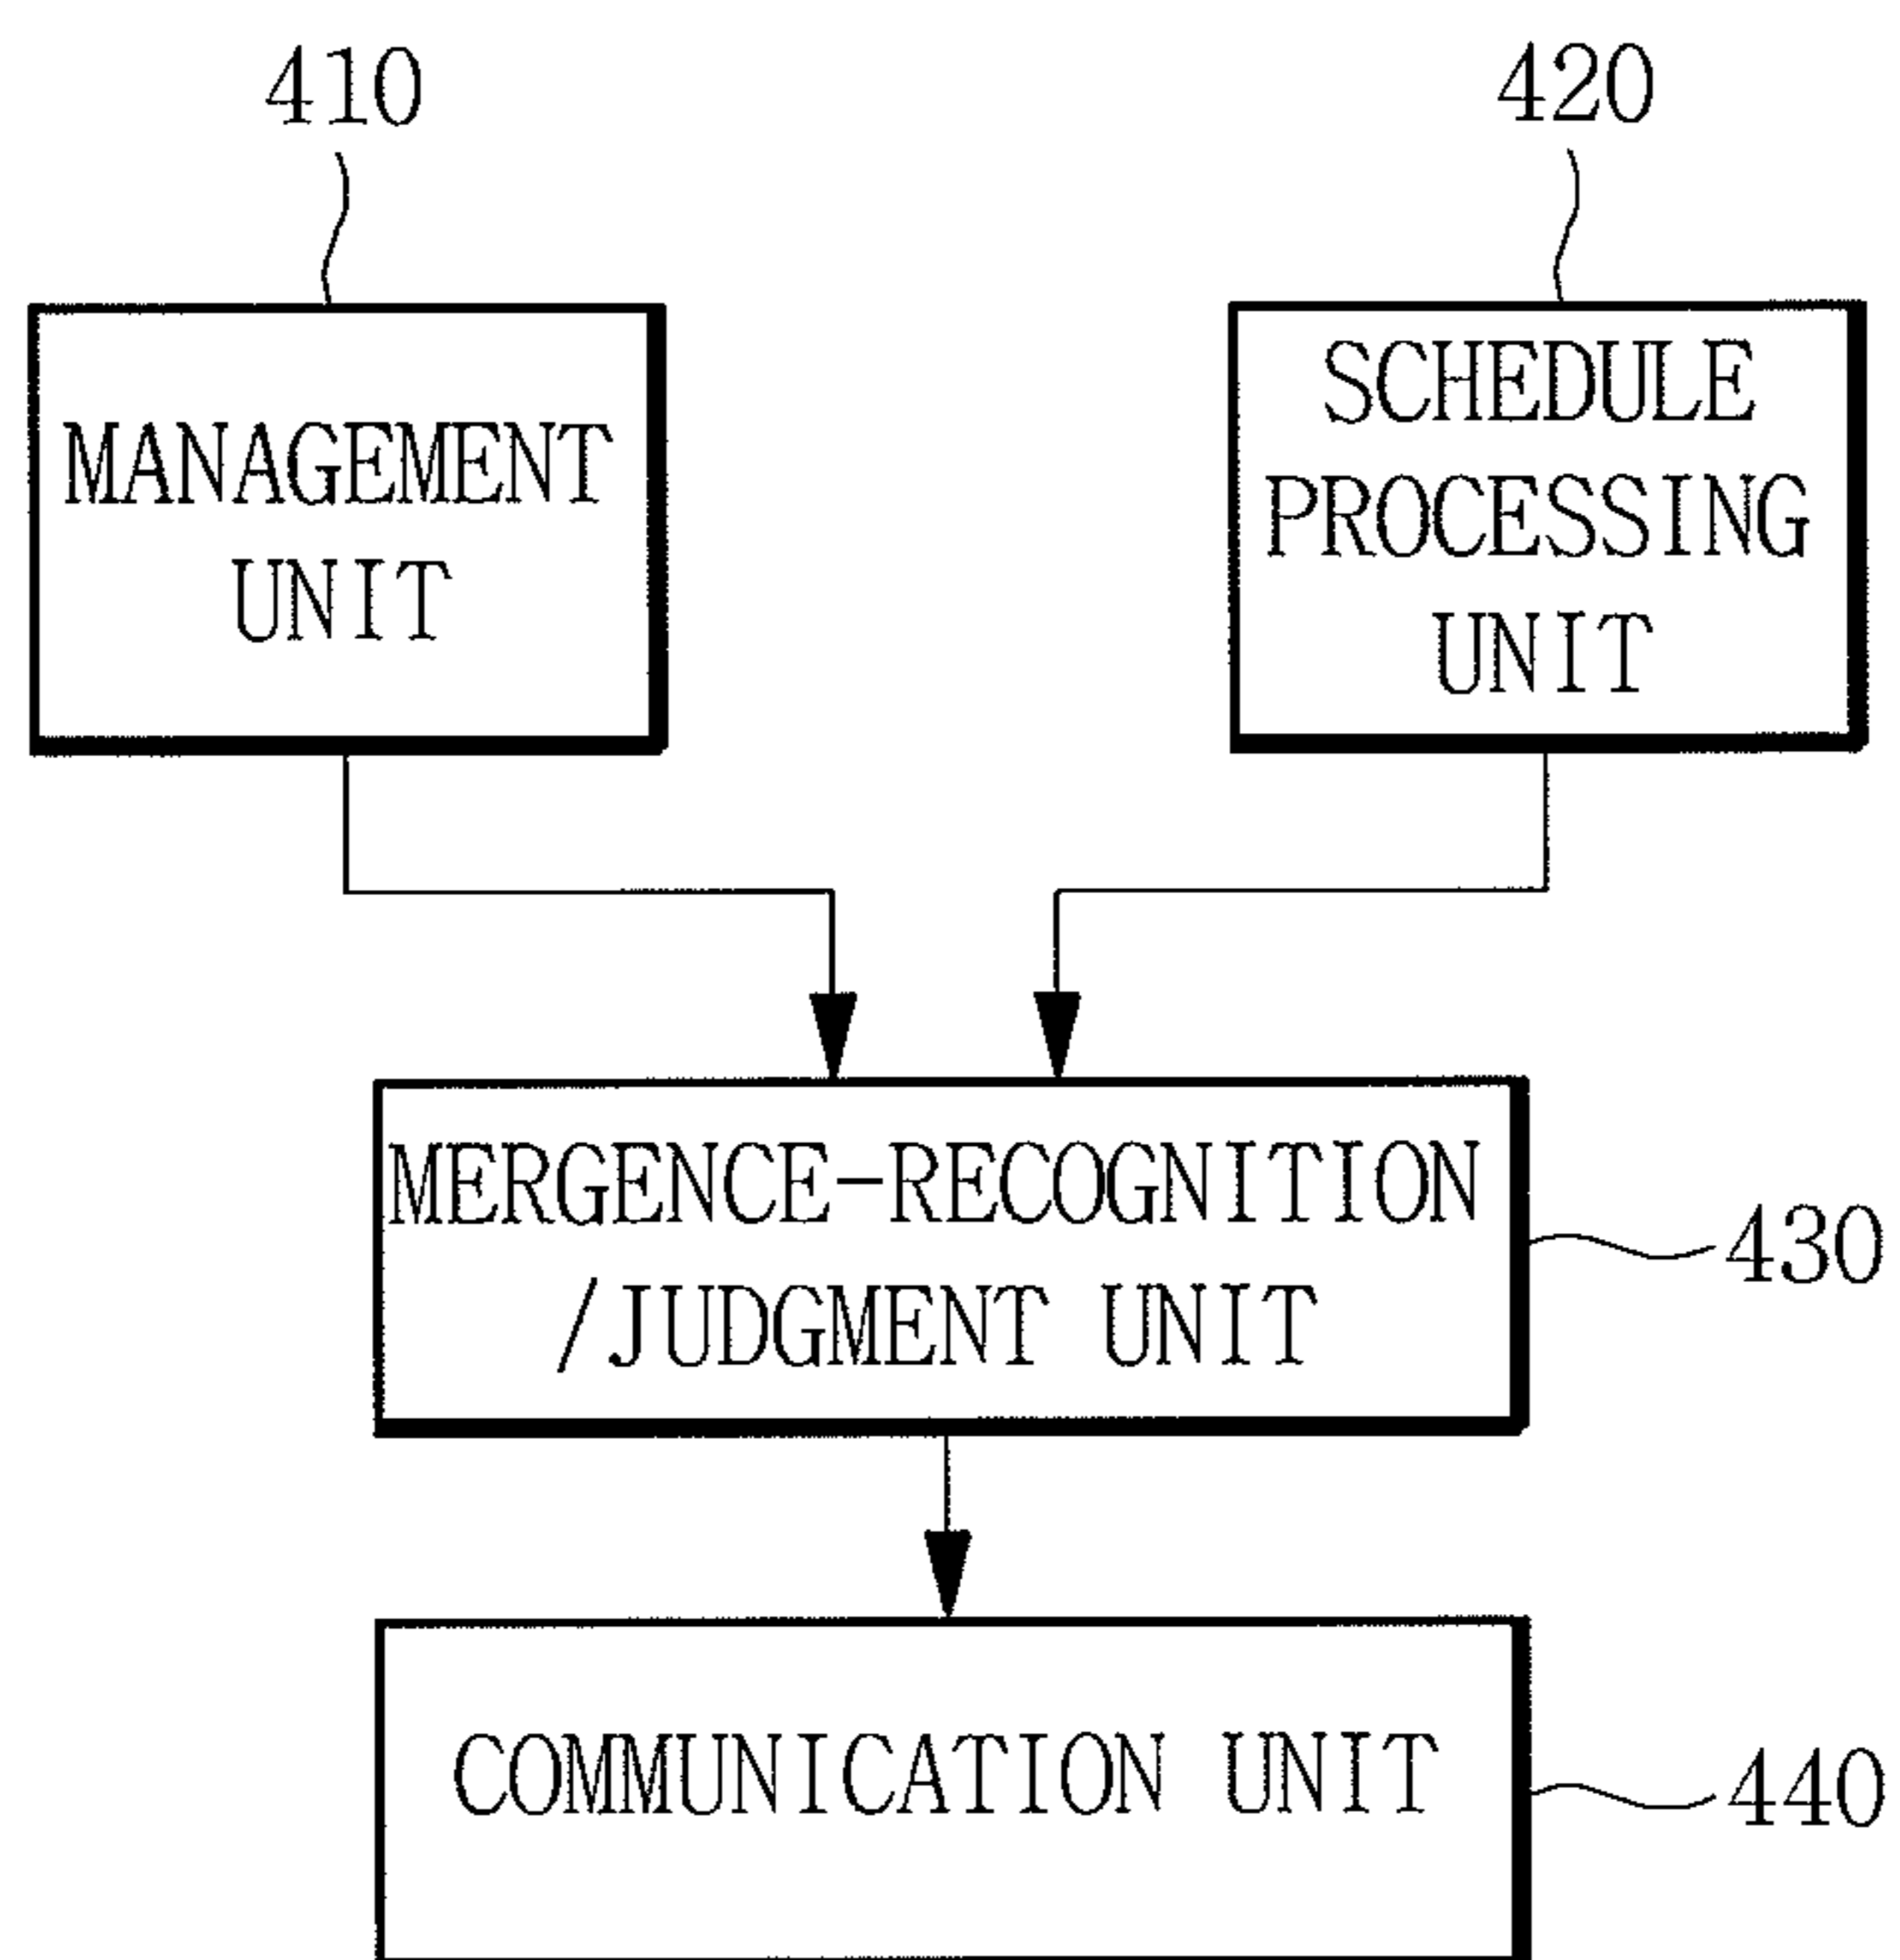 410
420
MANAGEMENT
UNIT
SCHEDULE
PROCESSING
UNIT
MERGENCE-RECOGNITION
/JUDGMENT UNIT
430
COMMUNICATION UNIT
440